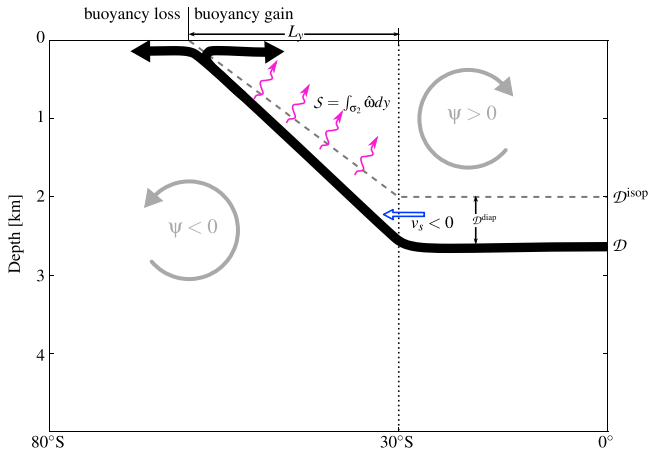 buoyancy loss
buoyancy gain
L_y
0
𝒮 = ∫_{σ₂} ω̂dy
ψ > 0
1
2
𝒟^isop
𝒟^diap
v_s < 0
ψ < 0
𝒟
Depth [km]
3
4
80°S
30°S
0°